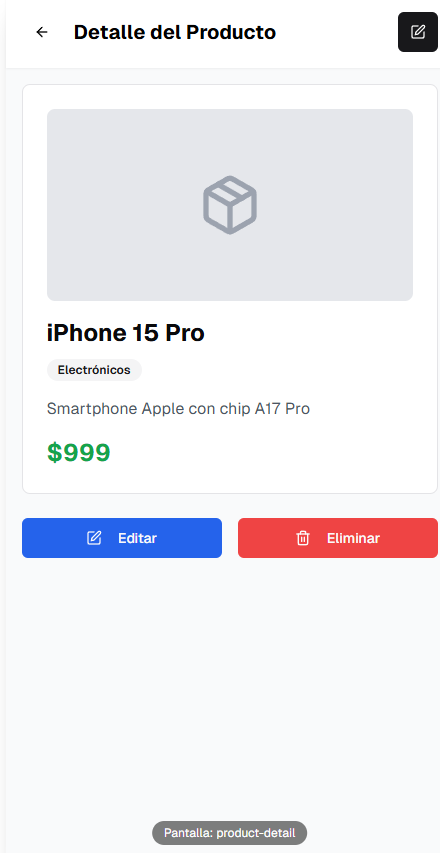 Detalle del Producto
iPhone 15 Pro
Electrónicos
Smartphone Apple con chip A17 Pro
$999
Editar
Eliminar
Pantalla: product-detail